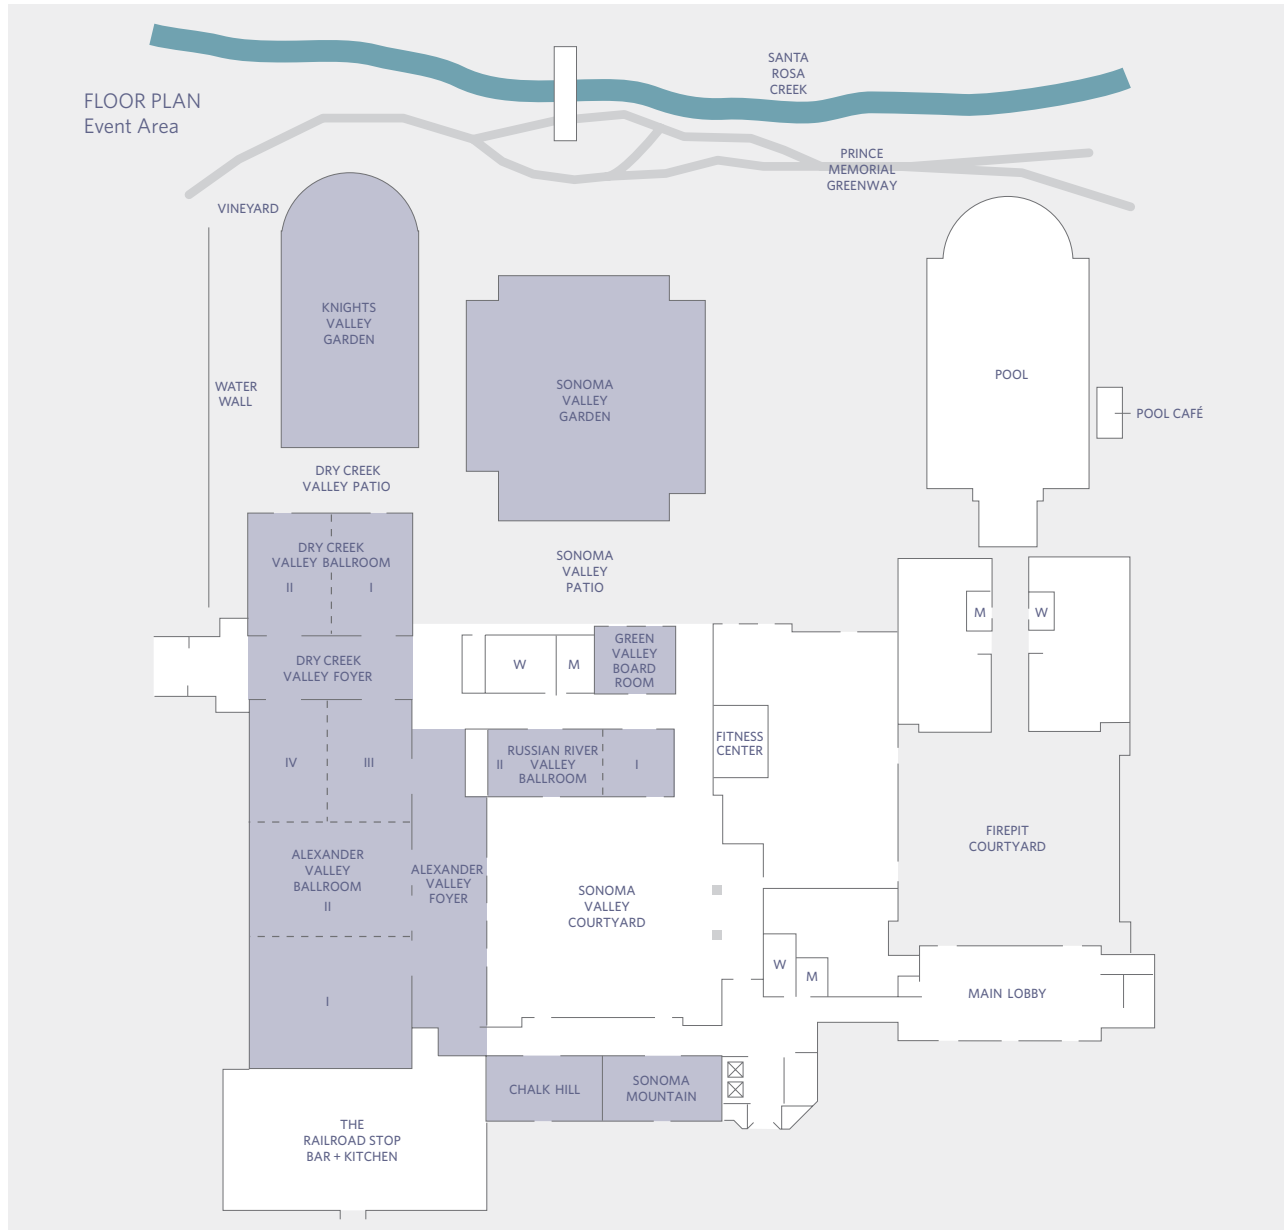 FLOOR PLAN
Event Area
SANTA
ROSA
CREEK
PRINCE
MEMORIAL
GREENWAY
VINEYARD
KNIGHTS
VALLEY
GARDEN
WATER
WALL
SONOMA
VALLEY
GARDEN
POOL
POOL CAFÉ
DRY CREEK
VALLEY PATIO
DRY CREEK
VALLEY BALLROOM
II
I
SONOMA
VALLEY
PATIO
M
W
DRY CREEK
VALLEY FOYER
W
M
GREEN
VALLEY
BOARD
ROOM
IV
III
RUSSIAN RIVER
VALLEY
BALLROOM
II
I
FITNESS
CENTER
FIREPIT
COURTYARD
ALEXANDER
VALLEY
BALLROOM
II
ALEXANDER
VALLEY
FOYER
SONOMA
VALLEY
COURTYARD
W
M
MAIN LOBBY
I
CHALK HILL
SONOMA
MOUNTAIN
THE
RAILROAD STOP
BAR + KITCHEN